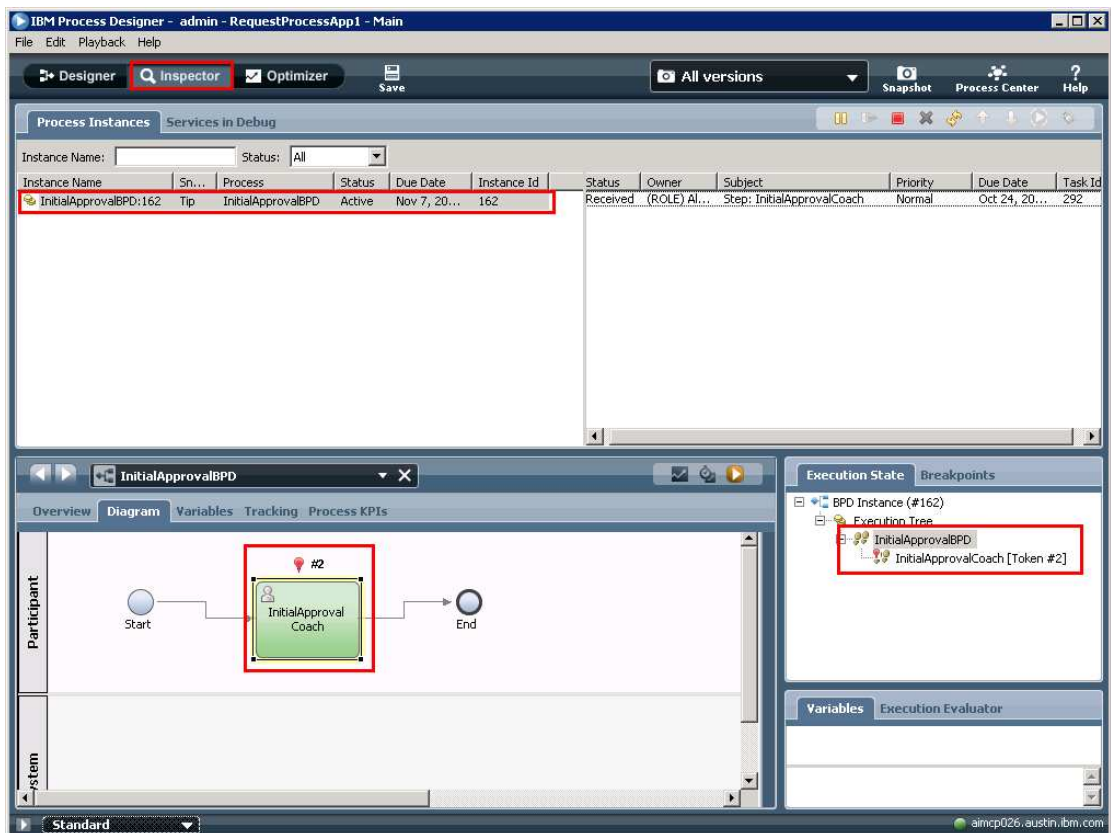 IBM Process Designer - admin - RequestProcessApp1 - Main
File Edit Playback Help
Designer Inspector Optimizer Save All versions Snapshot Process Center Help
Process Instances Services in Debug
Instance Name: Status: All
Instance Name Sn... Process Status Due Date Instance Id Status Owner Subject Priority Due Date Task Id
InitialApprovalBPD:162 Tip InitialApprovalBPD Active Nov 7, 20... 162 Received (ROLE) Al... Step: InitialApprovalCoach Normal Oct 24, 20... 292
InitialApprovalBPD
Overview Diagram Variables Tracking Process KPIs
Participant
Start
#2
InitialApproval
Coach
End
ystem
Execution State Breakpoints
BPD Instance (#162)
Execution Tree
InitialApprovalBPD
InitialApprovalCoach [Token #2]
Variables Execution Evaluator
Standard
aimcp026.austin.ibm.com